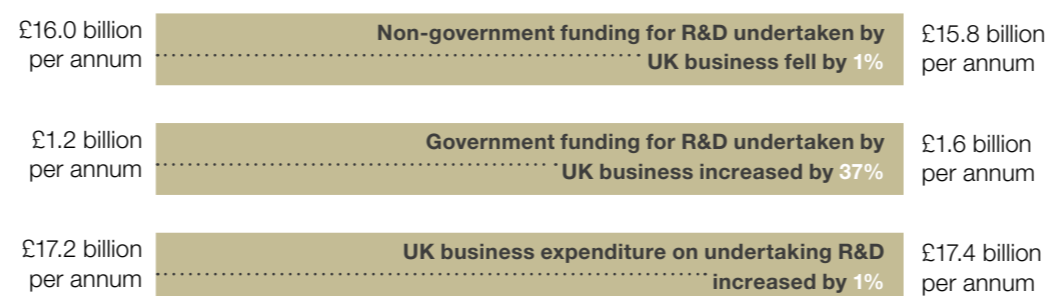 £16.0 billion
per annum
Non-government funding for R&D undertaken by
UK business fell by 1%
£15.8 billion
per annum
£1.2 billion
per annum
Government funding for R&D undertaken by
UK business increased by 37%
£1.6 billion
per annum
£17.2 billion
per annum
UK business expenditure on undertaking R&D
increased by 1%
£17.4 billion
per annum